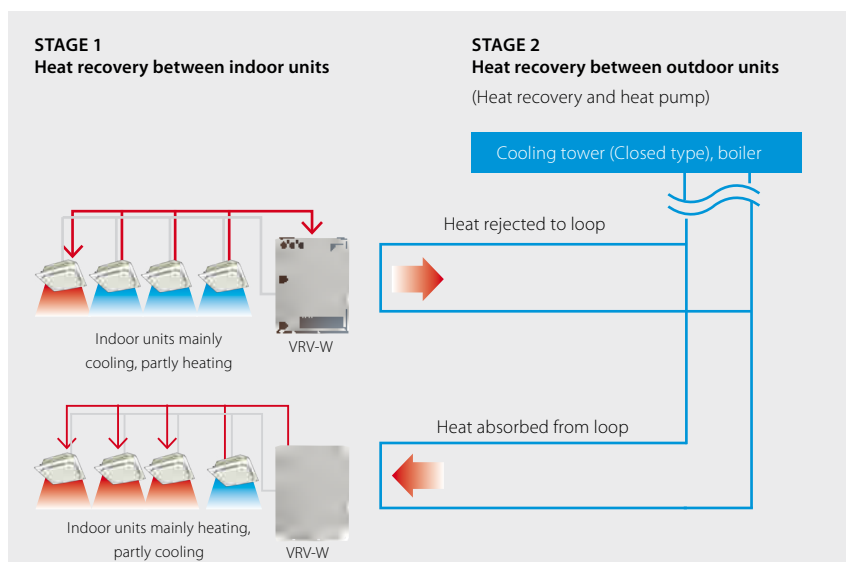 STAGE 1
Heat recovery between indoor units
STAGE 2
Heat recovery between outdoor units
(Heat recovery and heat pump)
Cooling tower (Closed type), boiler
Heat rejected to loop
Indoor units mainly
cooling, partly heating
VRV-W
Heat absorbed from loop
Indoor units mainly heating,
partly cooling
VRV-W